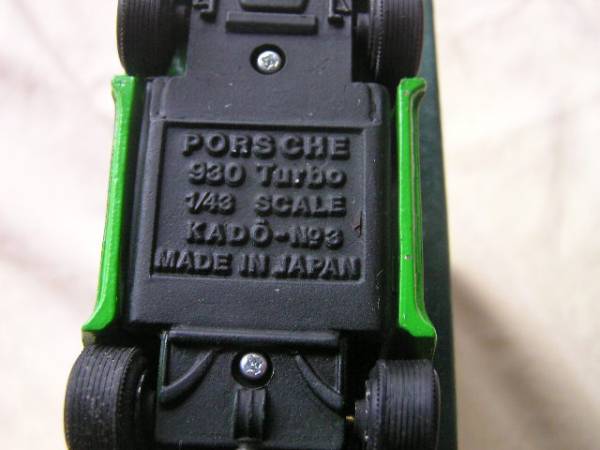 PORSCHE
930 Turbo
1/43 SCALE
KADŌ-No3
MADE IN JAPAN